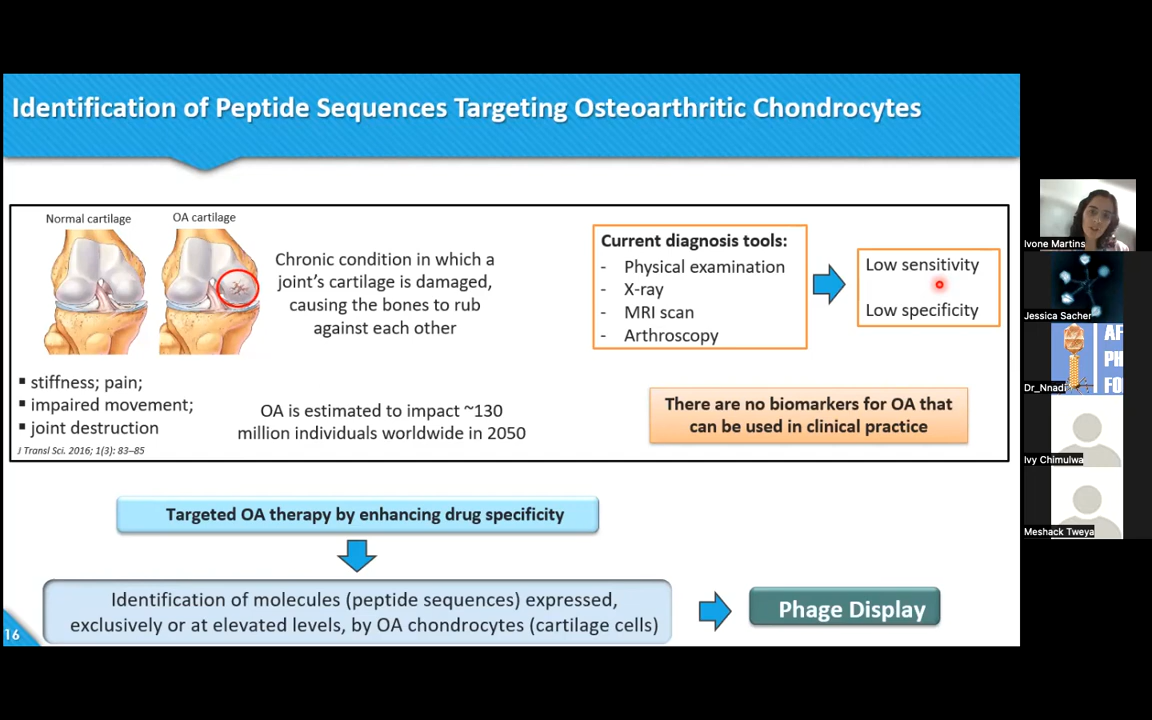 Identification of Peptide Sequences Targeting Osteoarthritic Chondrocytes
Normal cartilage
OA cartilage
Chronic condition in which a
joint's cartilage is damaged,
causing the bones to rub
against each other
▪ stiffness; pain;
▪ impaired movement;
▪ joint destruction
J Transl Sci. 2016; 1(3): 83–85
OA is estimated to impact ~130
million individuals worldwide in 2050
Current diagnosis tools:
- Physical examination
- X-ray
- MRI scan
- Arthroscopy
Low sensitivity
Low specificity
There are no biomarkers for OA that
can be used in clinical practice
Targeted OA therapy by enhancing drug specificity
Identification of molecules (peptide sequences) expressed,
exclusively or at elevated levels, by OA chondrocytes (cartilage cells)
Phage Display
16
Ivone Martins
Jessica Sacher
AF
PH
FO
Dr_Nnadi
Ivy Chimulwa
Meshack Tweya